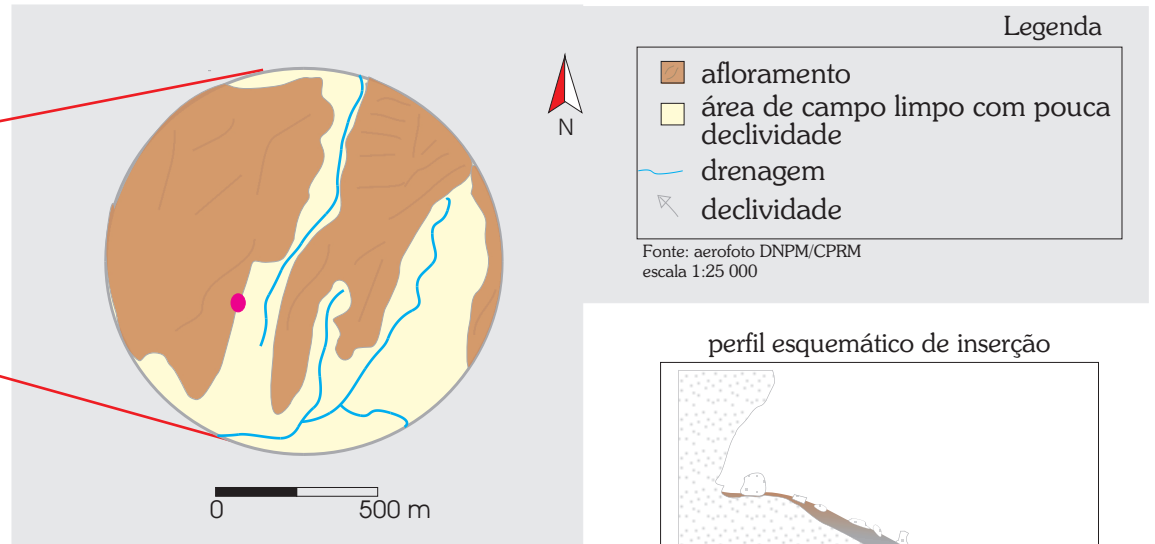 Legenda
afloramento
área de campo limpo com pouca
declividade
drenagem
declividade
Fonte: aerofoto DNPM/CPRM
escala 1:25 000
N
0 500 m
perfil esquemático de inserção